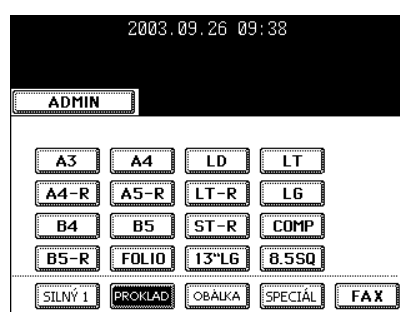 2003.09.26 09:38
ADMIN
A3 A4 LD LT
A4-R A5-R LT-R LG
B4 B5 ST-R COMP
B5-R FOLIO 13"LG 8.5SQ
SILNÝ 1 PROKLAD OBÁLKA SPECIÁL FAX